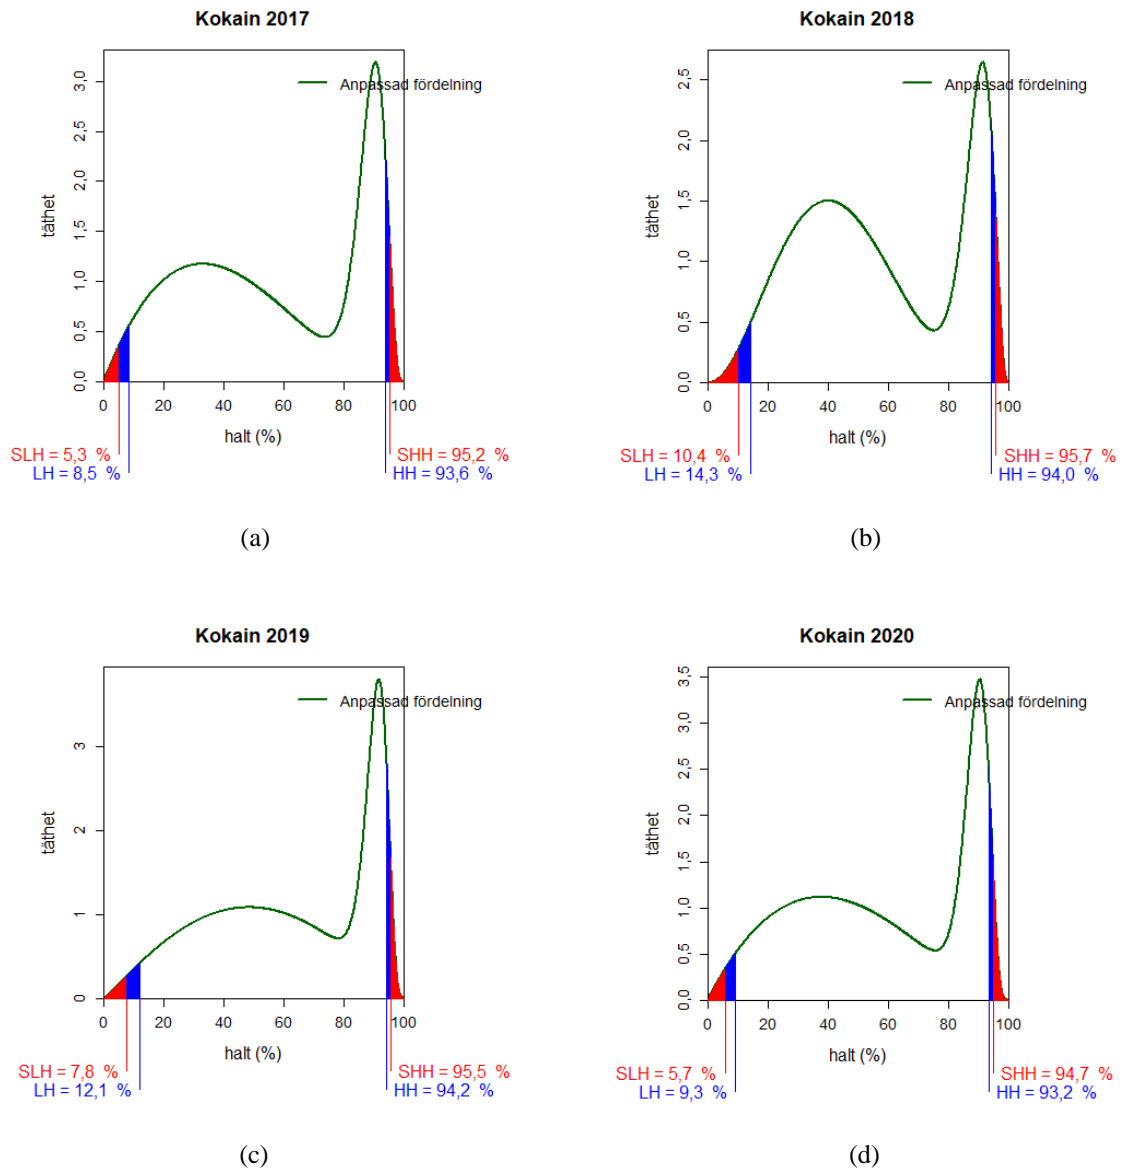 Kokain 2017
Anpassad fördelning
täthet
0,0 0,5 1,0 1,5 2,0 2,5 3,0
0 20 40 60 80 100
halt (%)
SLH = 5,3 %
LH = 8,5 %
SHH = 95,2 %
HH = 93,6 %
(a)
Kokain 2018
Anpassad fördelning
täthet
0,0 0,5 1,0 1,5 2,0 2,5
0 20 40 60 80 100
halt (%)
SLH = 10,4 %
LH = 14,3 %
SHH = 95,7 %
HH = 94,0 %
(b)
Kokain 2019
Anpassad fördelning
täthet
0 1 2 3
0 20 40 60 80 100
halt (%)
SLH = 7,8 %
LH = 12,1 %
SHH = 95,5 %
HH = 94,2 %
(c)
Kokain 2020
Anpassad fördelning
täthet
0,0 0,5 1,0 1,5 2,0 2,5 3,0 3,5
0 20 40 60 80 100
halt (%)
SLH = 5,7 %
LH = 9,3 %
SHH = 94,7 %
HH = 93,2 %
(d)